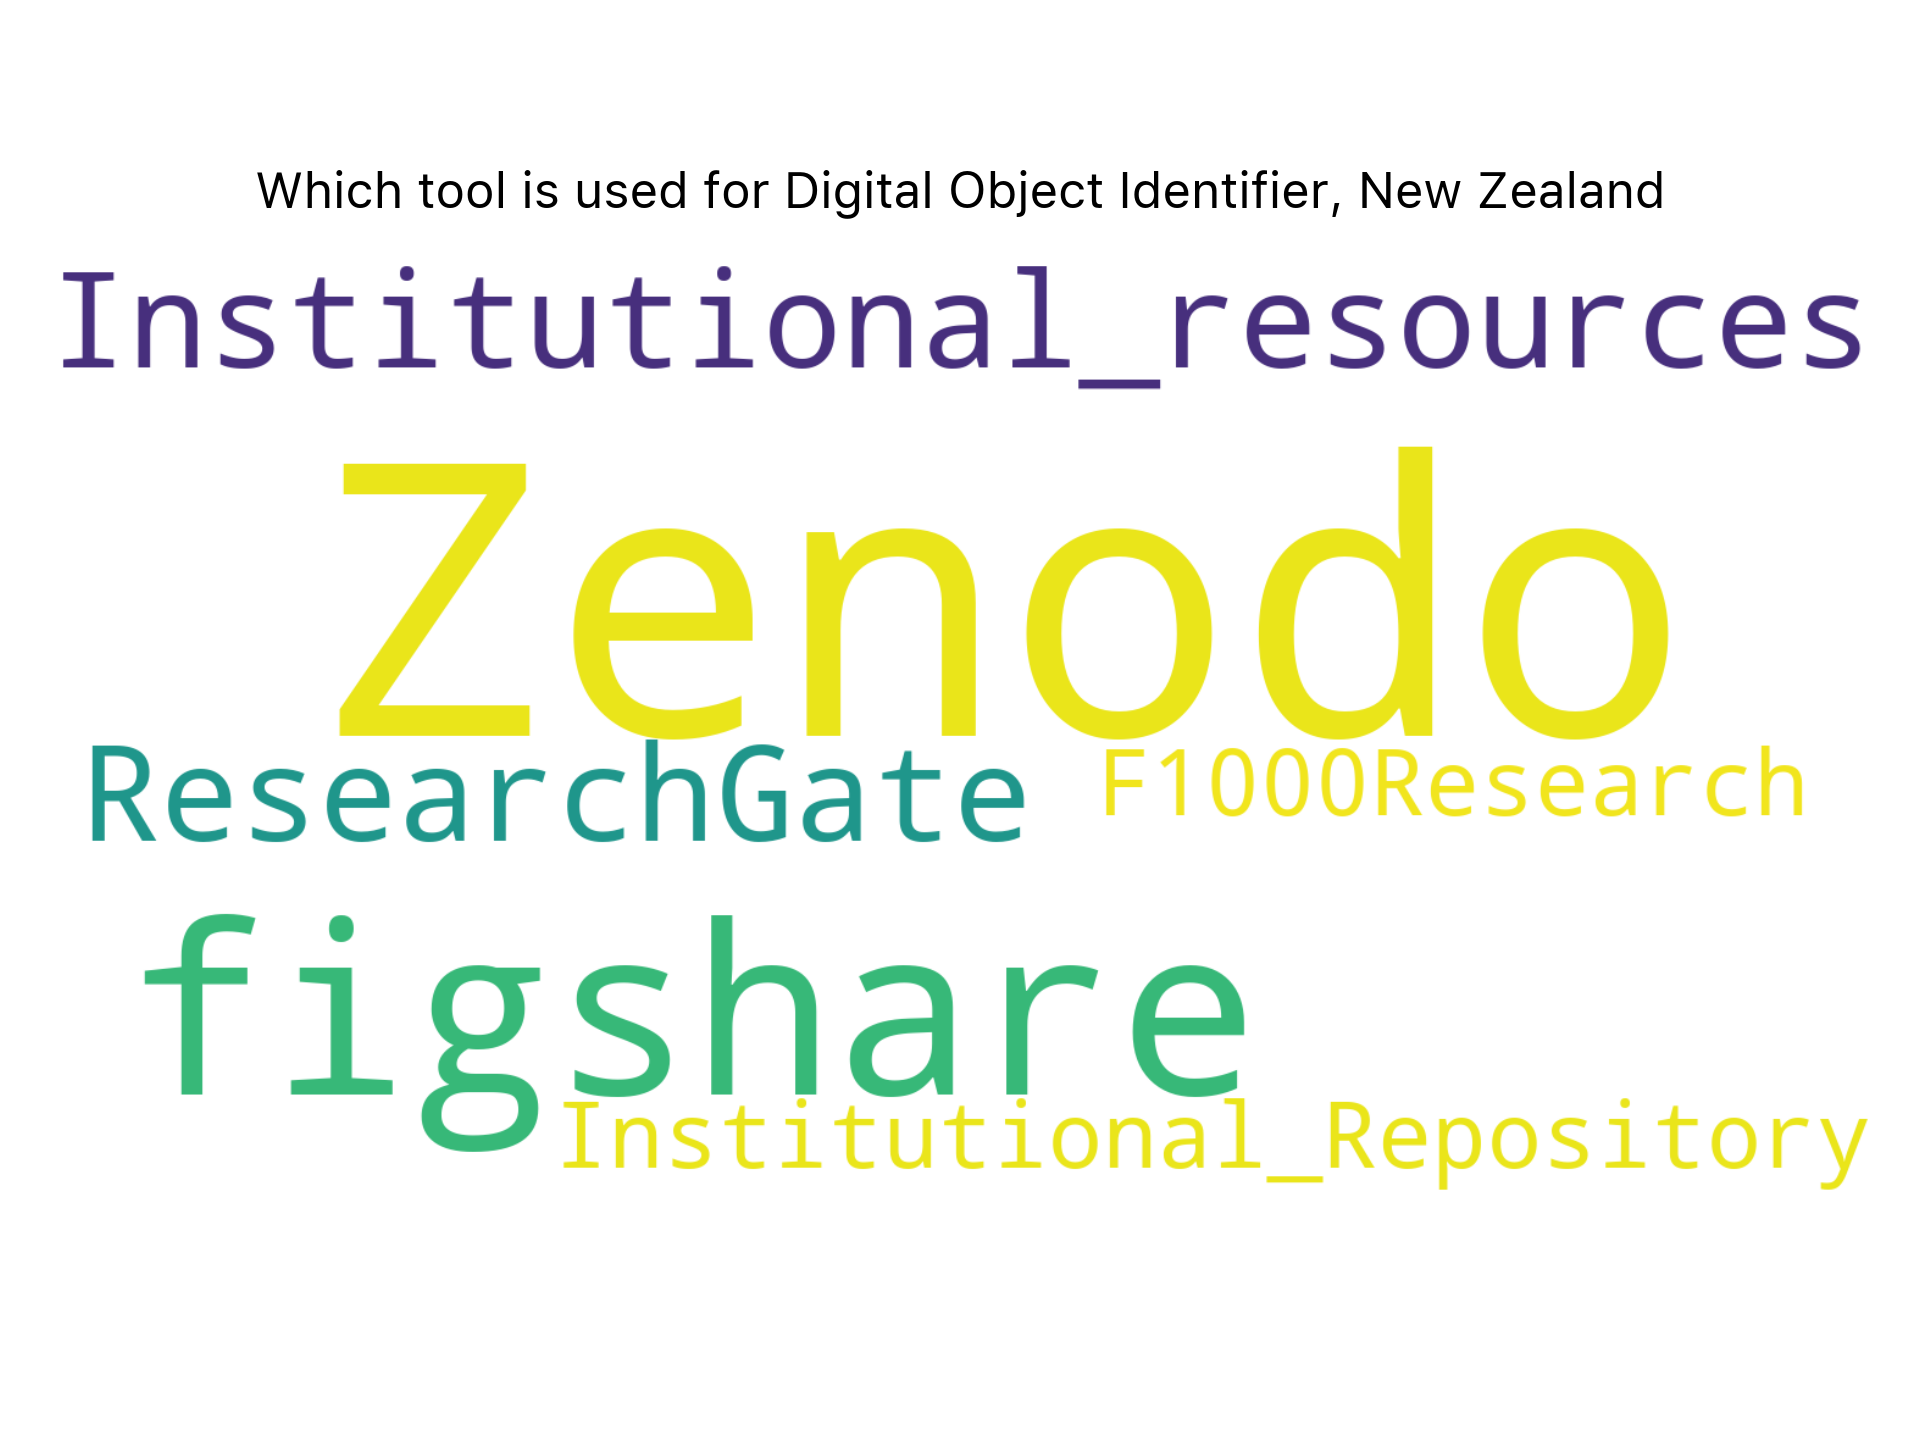 Which tool is used for Digital Object Identifier, New Zealand
Institutional_resources
Zenodo
ResearchGate
F1000Research
figshare
Institutional_Repository